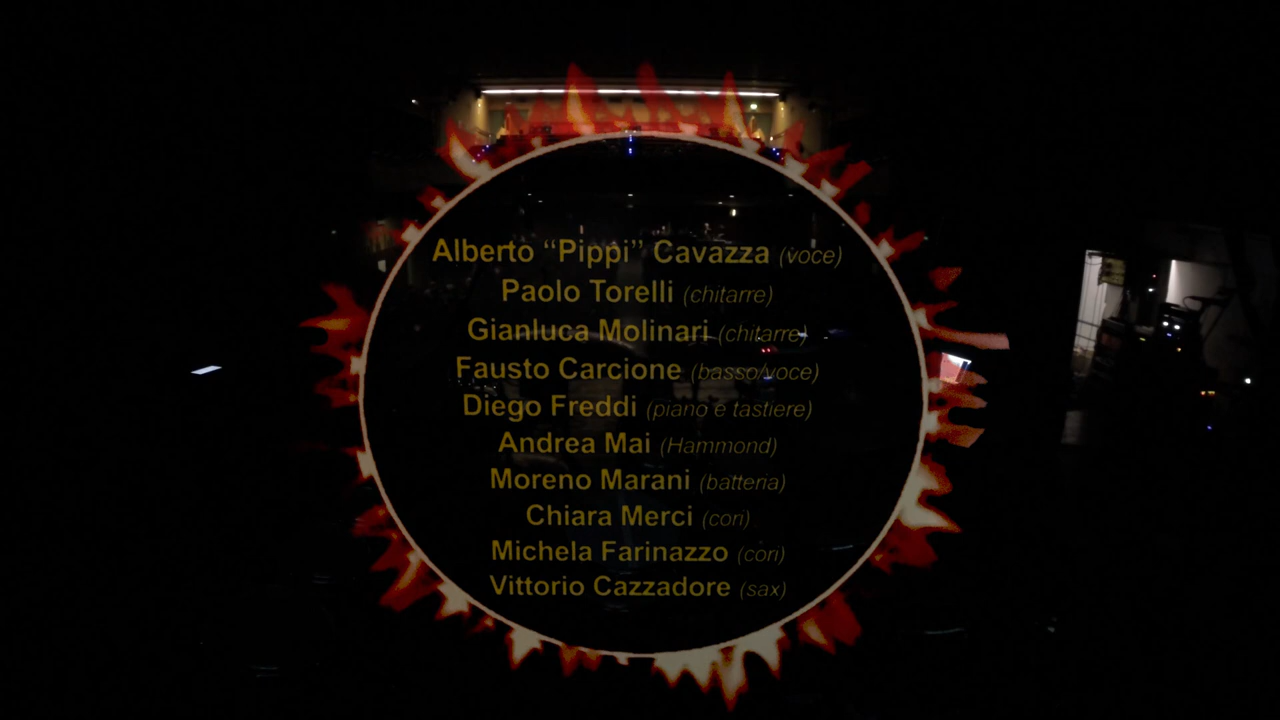 Alberto “Pippi” Cavazza (voce)
Paolo Torelli (chitarre)
Gianluca Molinari (chitarre)
Fausto Carcione (basso/voce)
Diego Freddi (piano e tastiere)
Andrea Mai (Hammond)
Moreno Marani (batteria)
Chiara Merci (cori)
Michela Farinazzo (cori)
Vittorio Cazzadore (sax)